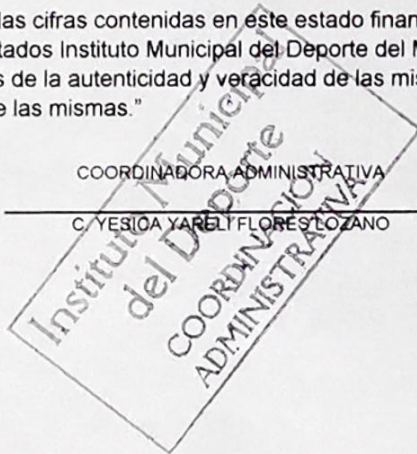 las cifras contenidas en este estado finan
tados Instituto Municipal del Deporte del M
s de la autenticidad y veracidad de las mis
e las mismas.”
COORDINADORA ADMINISTRATIVA
C. YESICA YARELI FLORES LOZANO
Instituto Municipal
del Deporte
COORDINACIÓN
ADMINISTRATIVA